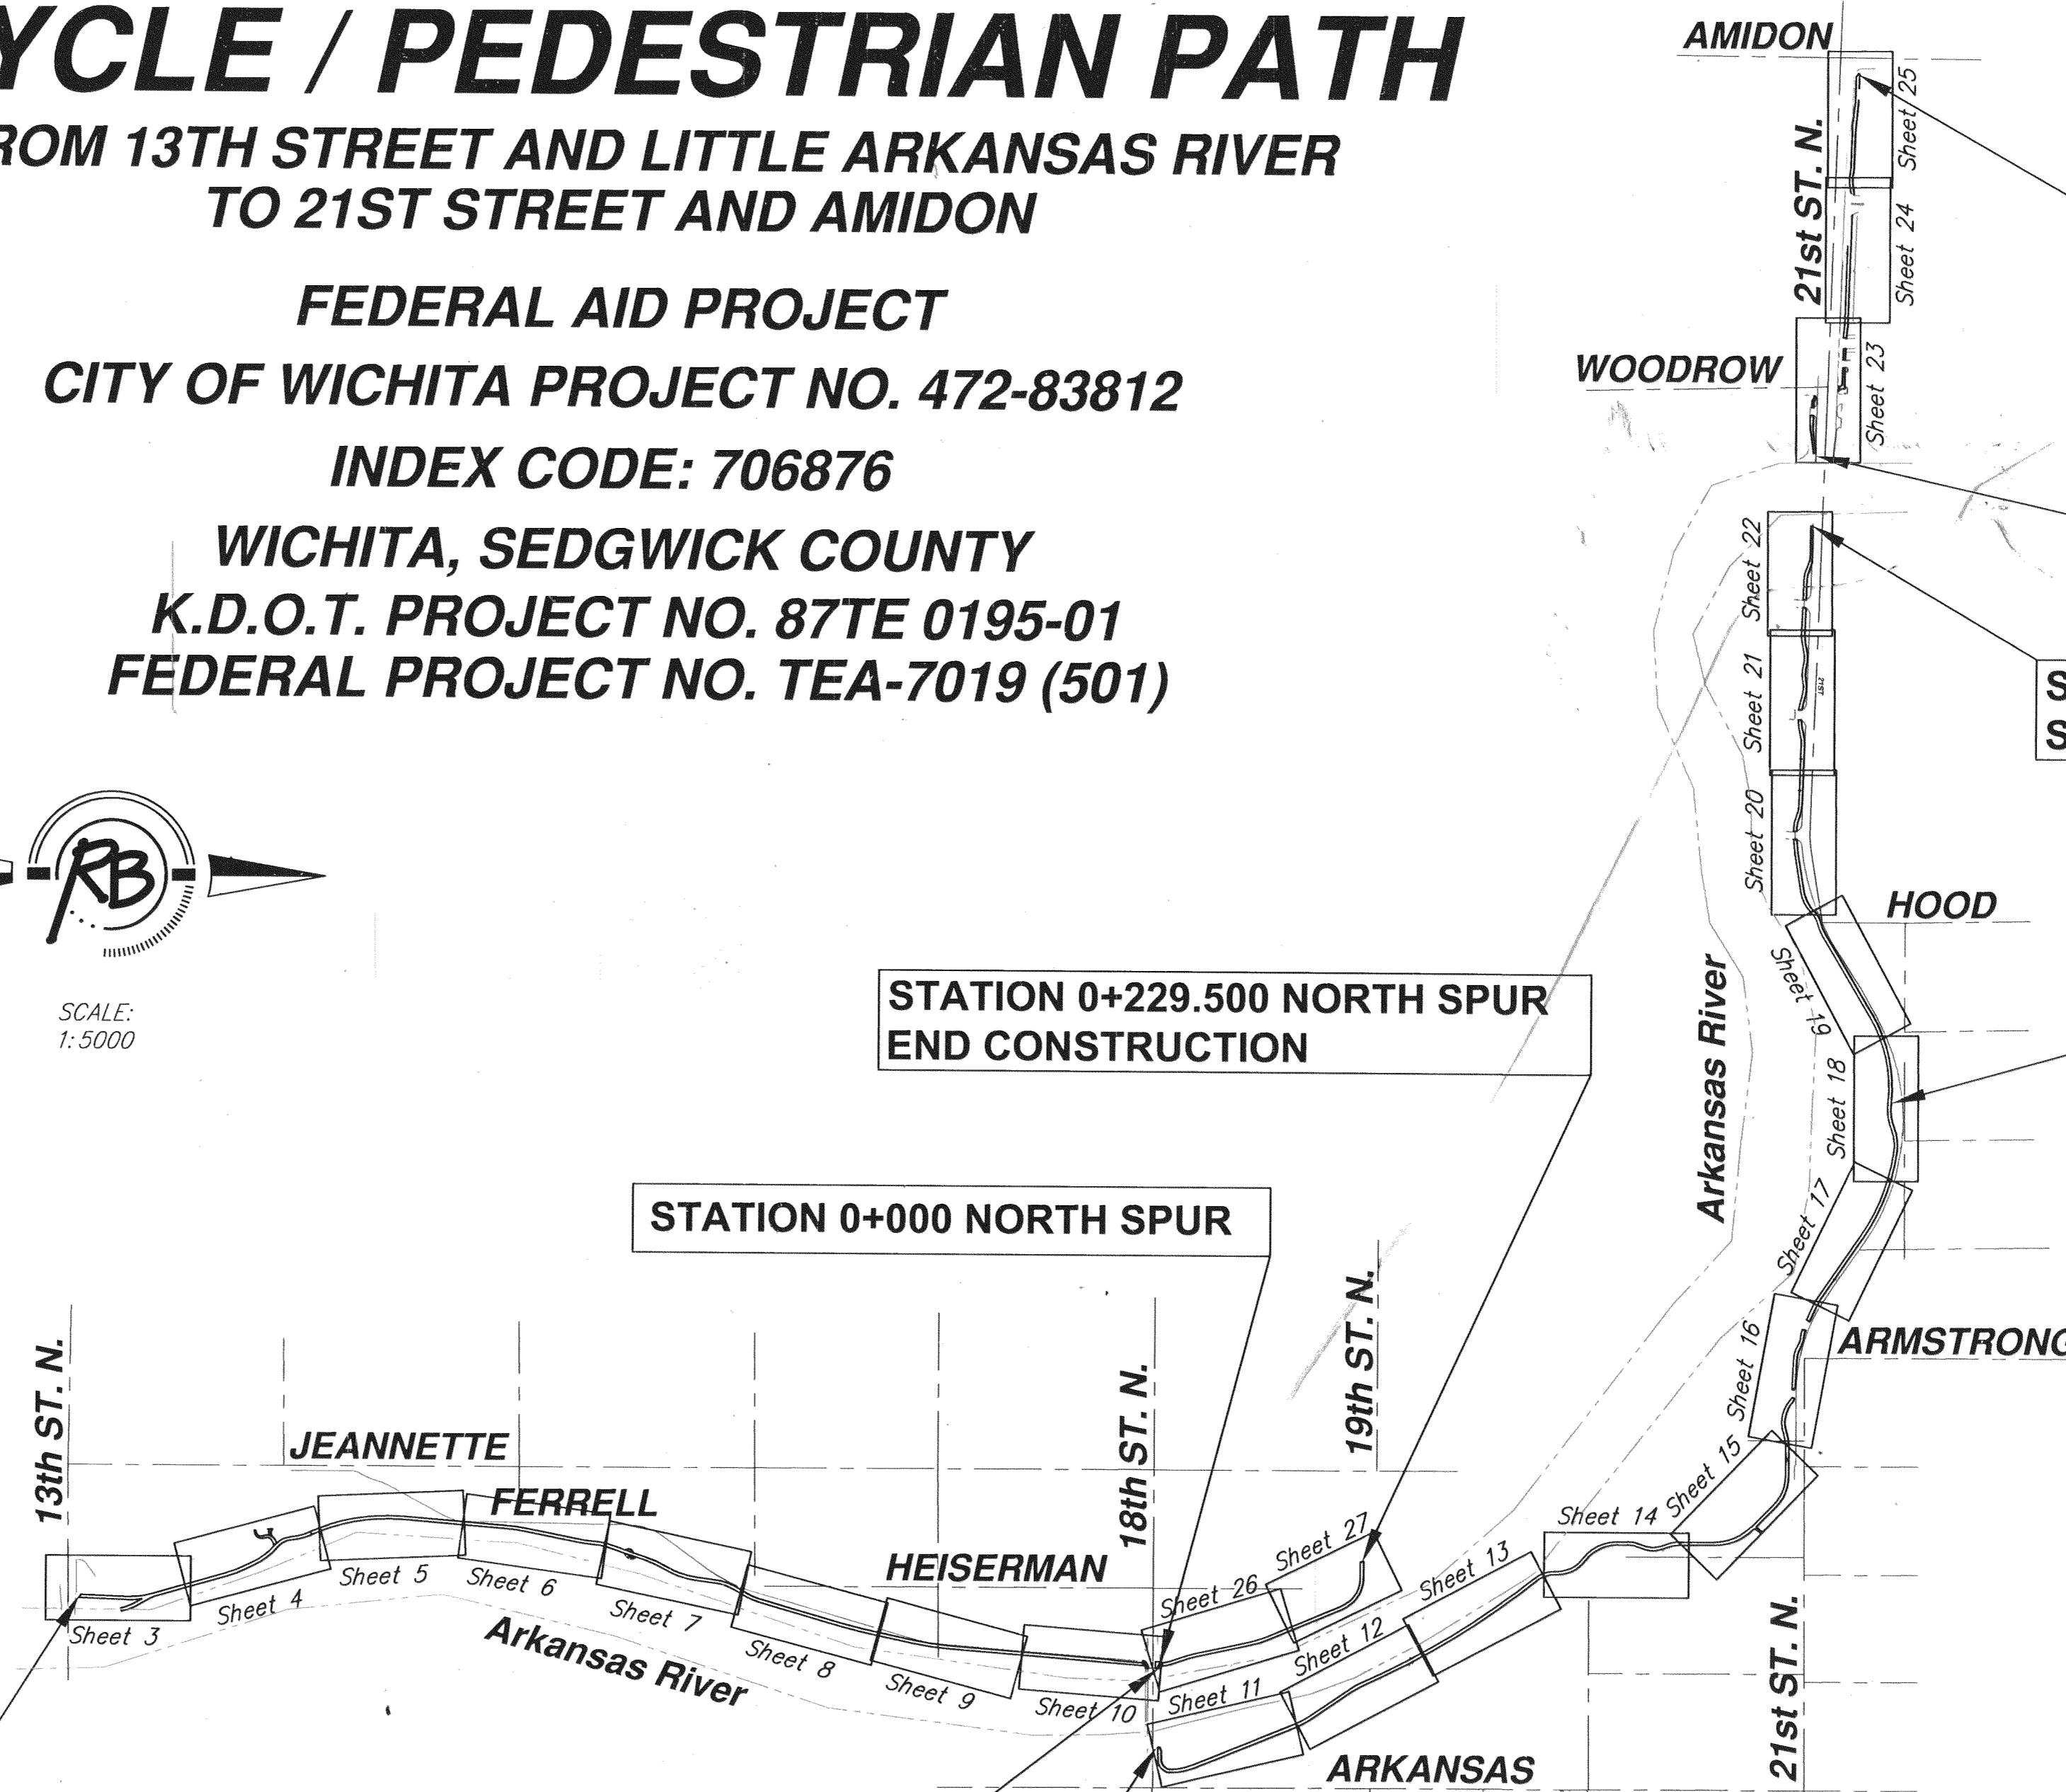 YCLE / PEDESTRIAN PATH
ROM 13TH STREET AND LITTLE ARKANSAS RIVER
TO 21ST STREET AND AMIDON
FEDERAL AID PROJECT
CITY OF WICHITA PROJECT NO. 472-83812
INDEX CODE: 706876
WICHITA, SEDGWICK COUNTY
K.D.O.T. PROJECT NO. 87TE 0195-01
FEDERAL PROJECT NO. TEA-7019 (501)
RB
SCALE:
1:5000
STATION 0+229.500 NORTH SPUR
END CONSTRUCTION
STATION 0+000 NORTH SPUR
AMIDON
21st ST. N.
Sheet 25
Sheet 24
WOODROW
Sheet 23
Sheet 22
Sheet 21
21ST
Sheet 20
S
S
HOOD
Sheet 19
Arkansas River
Sheet 18
Sheet 17
ARMSTRONG
Sheet 16
Sheet 15
Sheet 14
13th ST. N.
JEANNETTE
FERRELL
HEISERMAN
18th ST. N.
19th ST. N.
Sheet 3
Sheet 4
Sheet 5
Sheet 6
Sheet 7
Sheet 8
Sheet 9
Sheet 10
Arkansas River
Sheet 26
Sheet 27
Sheet 11
Sheet 12
Sheet 13
ARKANSAS
21st ST. N.